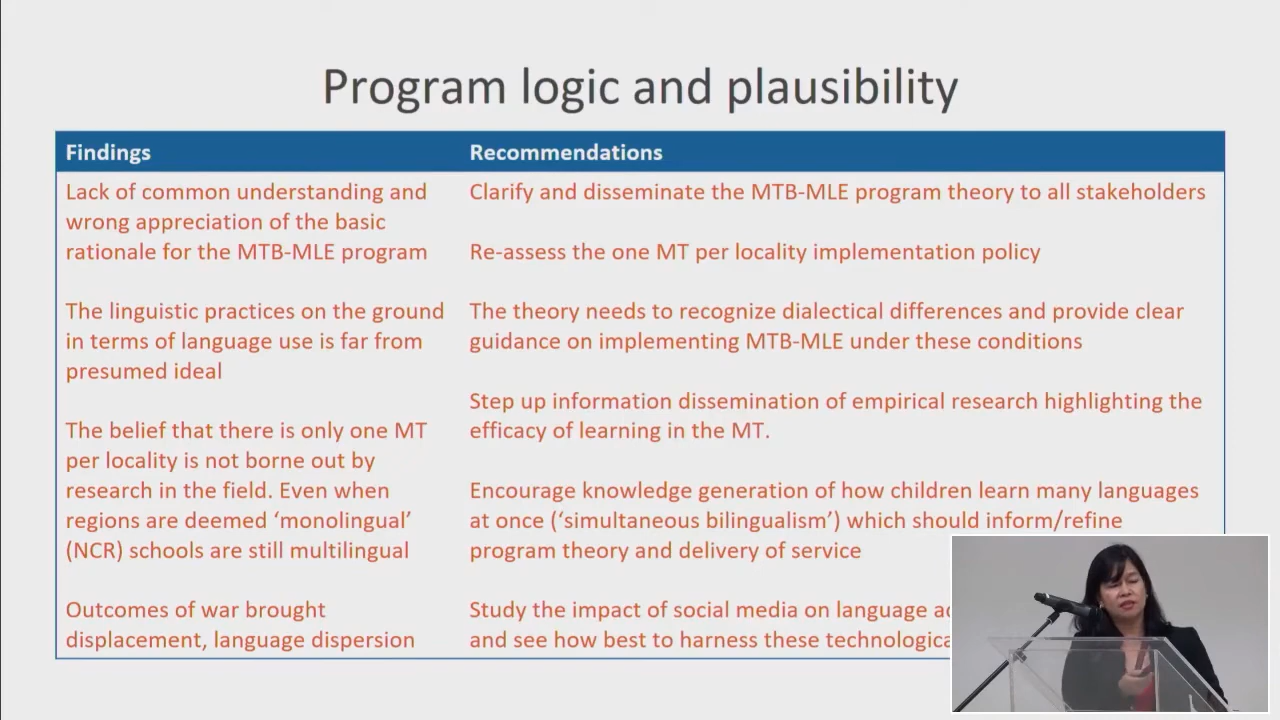 Program logic and plausibility
Findings
Recommendations
Lack of common understanding and
wrong appreciation of the basic
rationale for the MTB-MLE program
The linguistic practices on the ground
in terms of language use is far from
presumed ideal
The belief that there is only one MT
per locality is not borne out by
research in the field. Even when
regions are deemed ‘monolingual’
(NCR) schools are still multilingual
Outcomes of war brought
displacement, language dispersion
Clarify and disseminate the MTB-MLE program theory to all stakeholders
Re-assess the one MT per locality implementation policy
The theory needs to recognize dialectical differences and provide clear
guidance on implementing MTB-MLE under these conditions
Step up information dissemination of empirical research highlighting the
efficacy of learning in the MT.
Encourage knowledge generation of how children learn many languages
at once (‘simultaneous bilingualism’) which should inform/refine
program theory and delivery of service
Study the impact of social media on language
and see how best to harness these